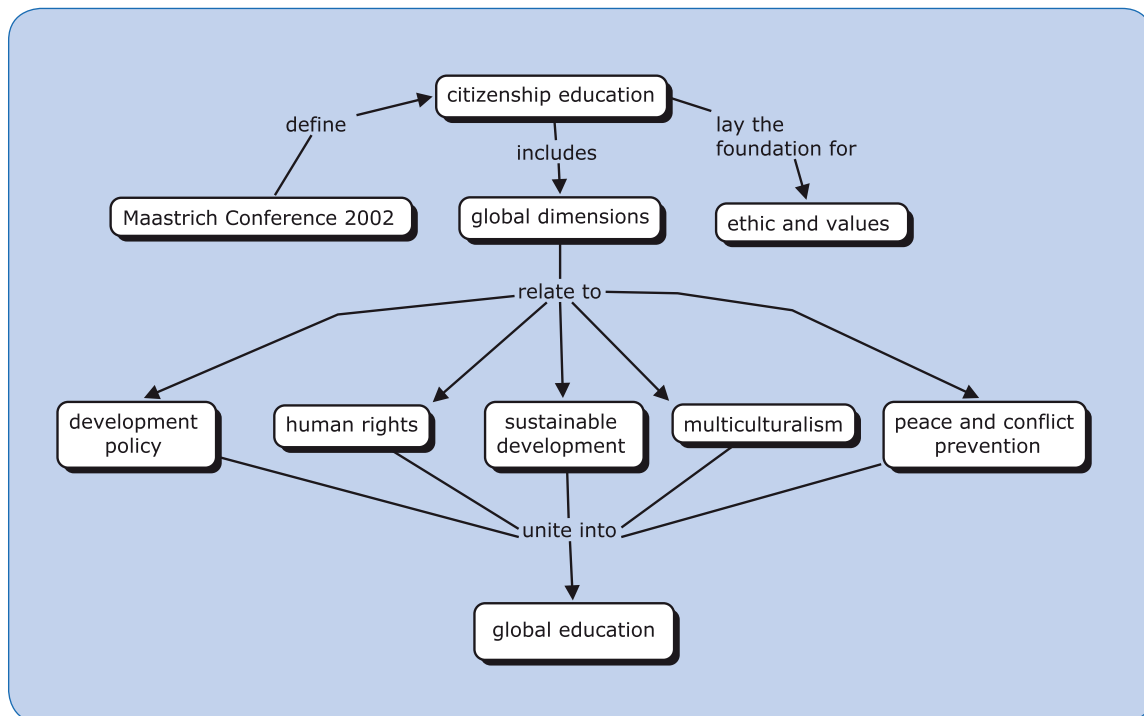 citizenship education
define
lay the
foundation for
includes
Maastrich Conference 2002
global dimensions
ethic and values
relate to
development
policy
human rights
sustainable
development
multiculturalism
peace and conflict
prevention
unite into
global education